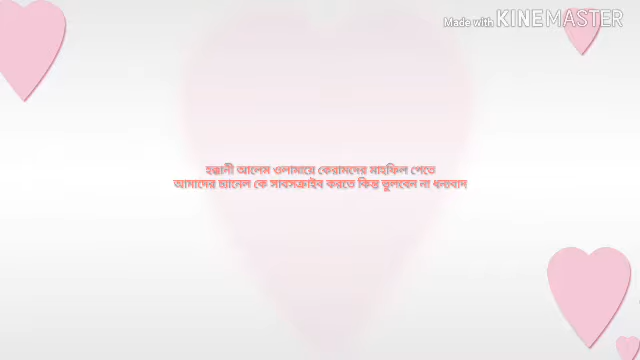 Made with KINEMASTER
হক্কানী আলেম ওলামায়ে কেরামদের মাহফিল পেতে
আমাদের চ্যানেল কে সাবসক্রাইব করতে কিন্তু ভুলবেন না ধন্যবাদ